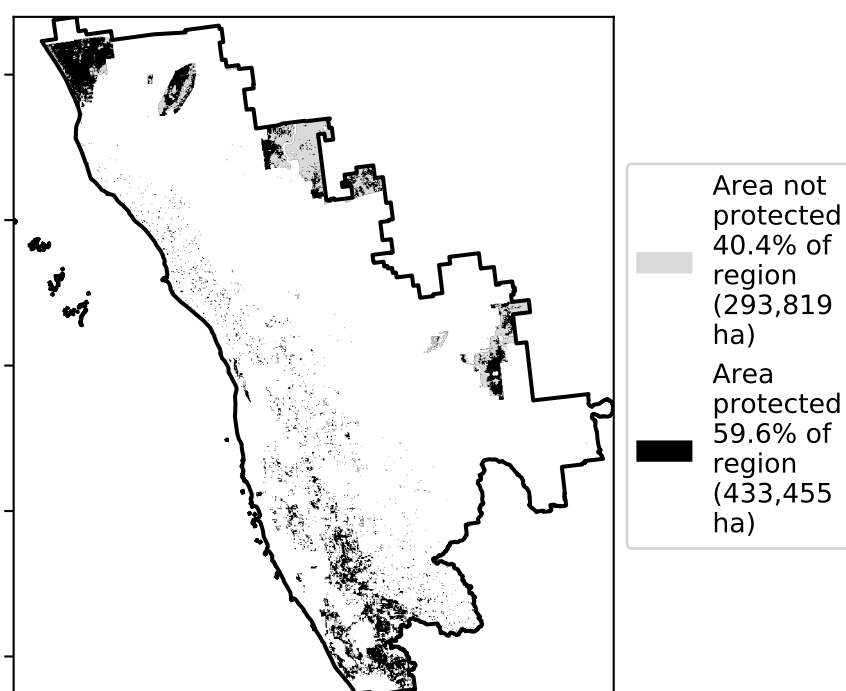 Area not
protected
40.4% of
region
(293,819
ha)
Area
protected
59.6% of
region
(433,455
ha)